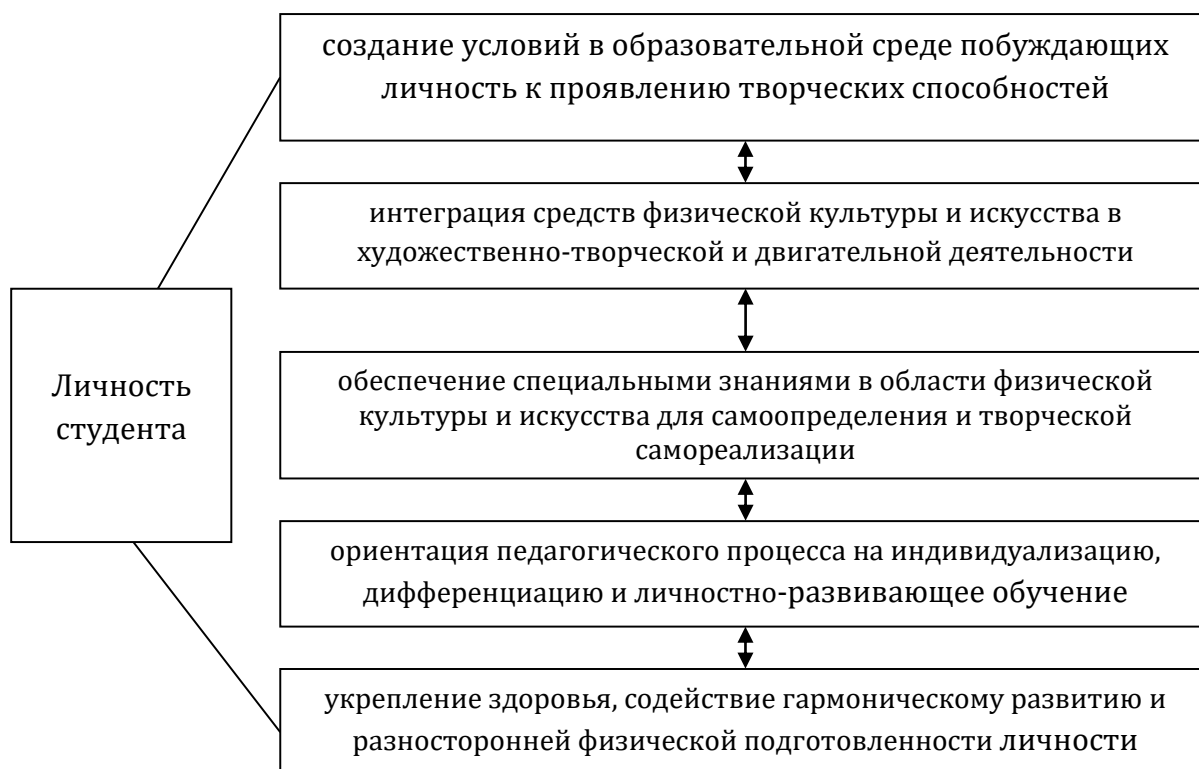 создание условий в образовательной среде побуждающих
личность к проявлению творческих способностей
интеграция средств физической культуры и искусства в
художественно-творческой и двигательной деятельности
Личность
студента
обеспечение специальными знаниями в области физической
культуры и искусства для самоопределения и творческой
самореализации
ориентация педагогического процесса на индивидуализацию,
дифференциацию и личностно-развивающее обучение
укрепление здоровья, содействие гармоническому развитию и
разносторонней физической подготовленности личности